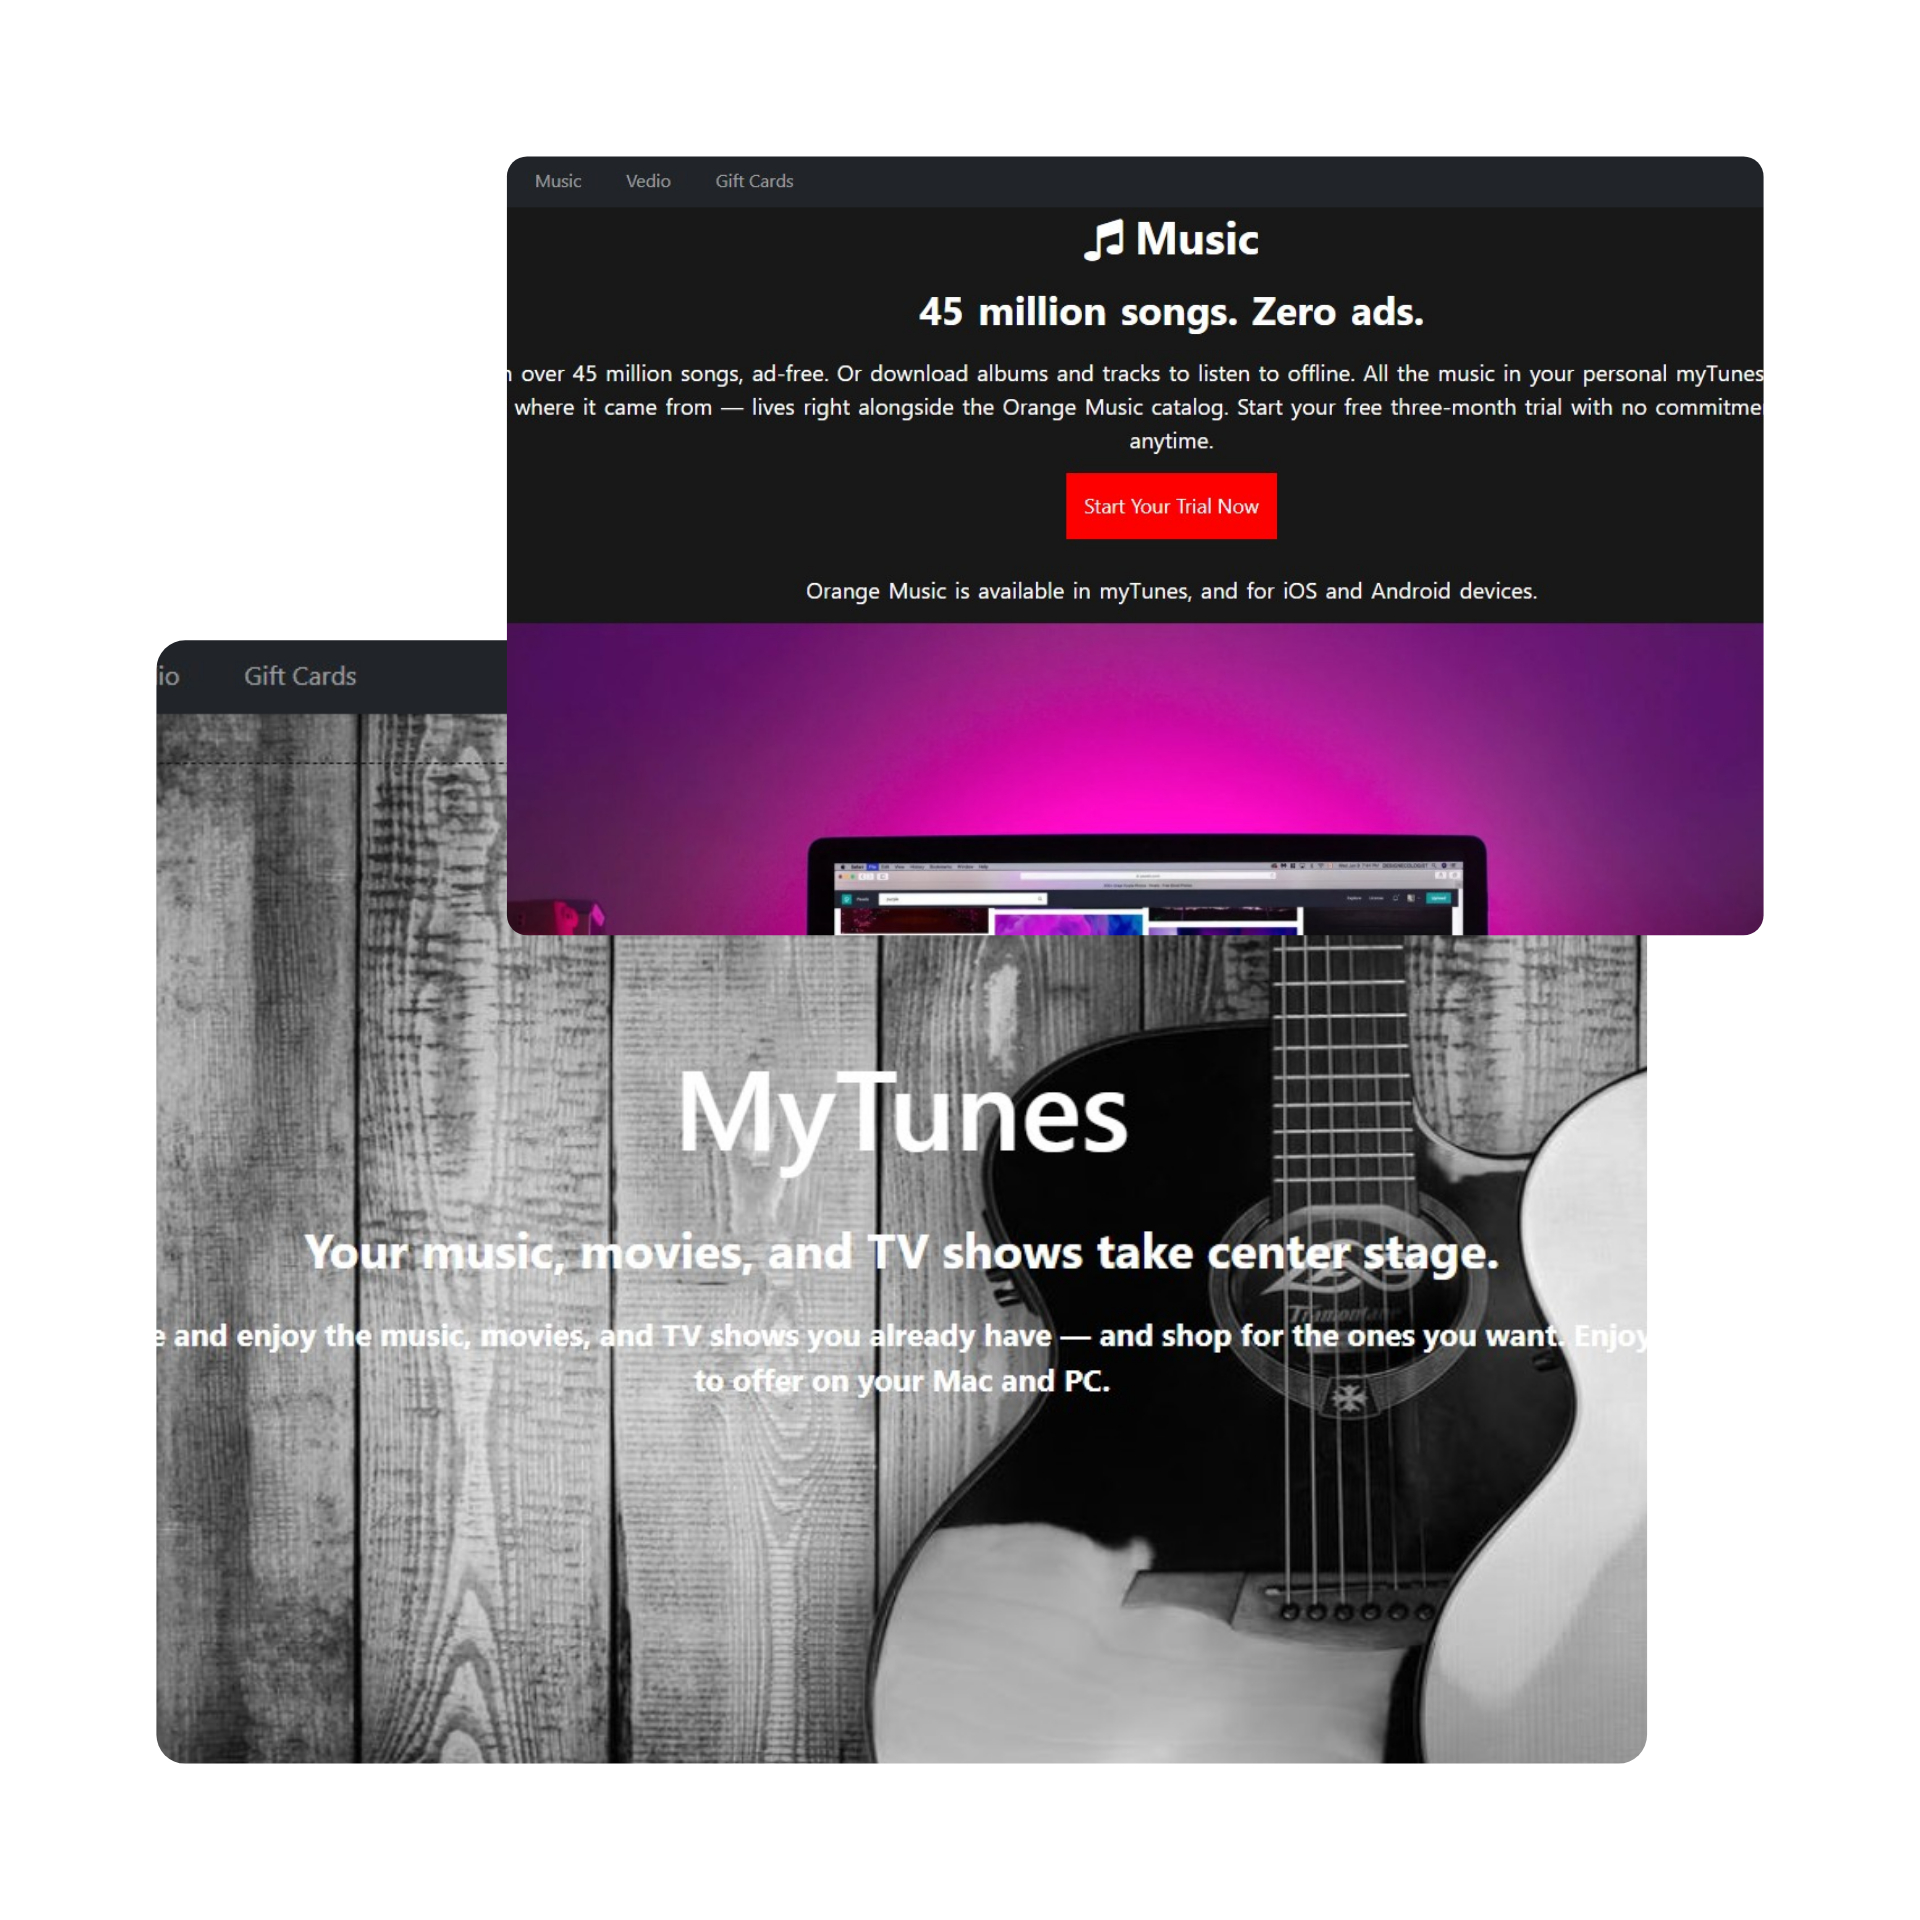 Music Vedio Gift Cards
Music
45 million songs. Zero ads.
over 45 million songs, ad-free. Or download albums and tracks to listen to offline. All the music in your personal myTunes
where it came from — lives right alongside the Orange Music catalog. Start your free three-month trial with no commitme
anytime.
Start Your Trial Now
Orange Music is available in myTunes, and for iOS and Android devices.
io Gift Cards
MyTunes
Your music, movies, and TV shows take center stage.
e and enjoy the music, movies, and TV shows you already have — and shop for the ones you want. Enjoy
to offer on your Mac and PC.